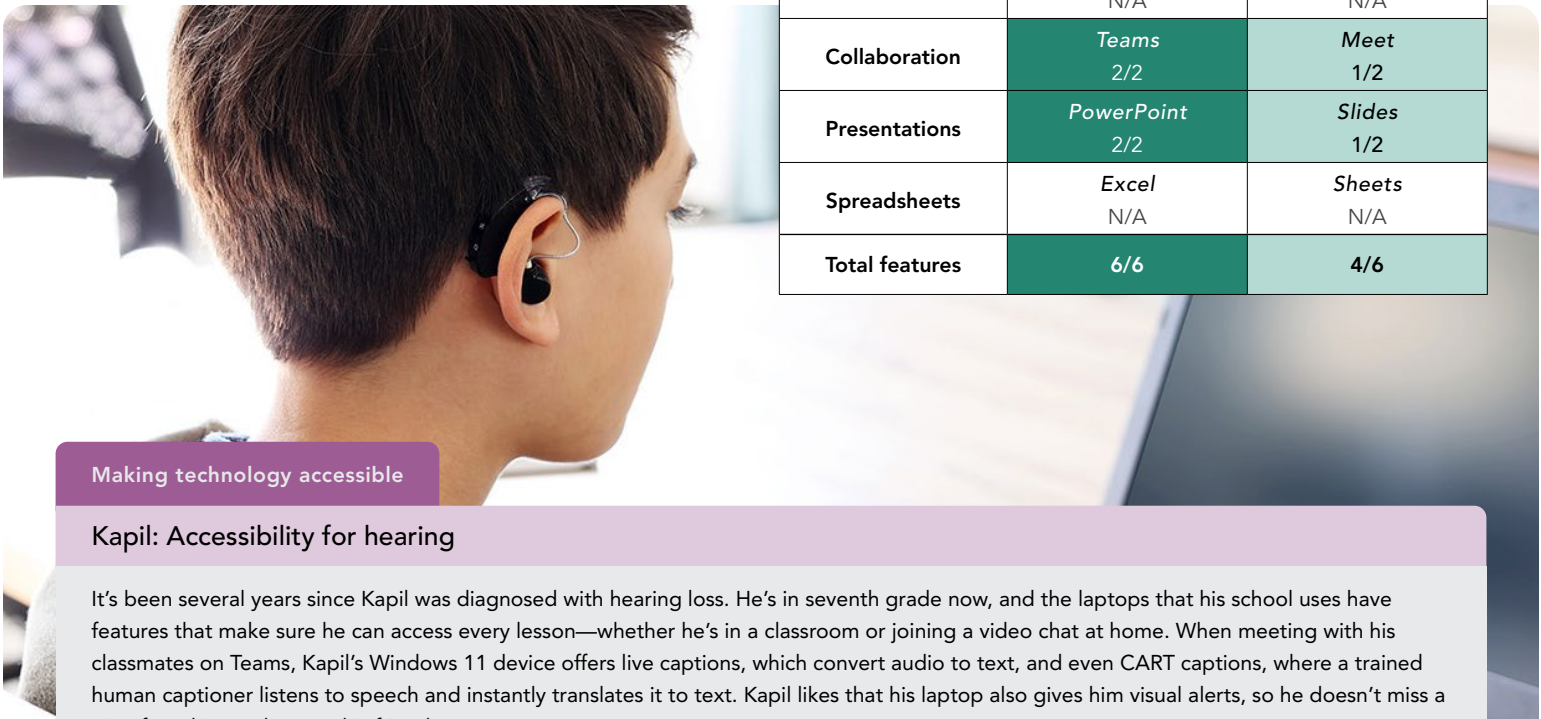 N/A N/A
Collaboration Teams 2/2 Meet 1/2
Presentations PowerPoint 2/2 Slides 1/2
Spreadsheets Excel N/A Sheets N/A
Total features 6/6 4/6
Making technology accessible
Kapil: Accessibility for hearing
It’s been several years since Kapil was diagnosed with hearing loss. He’s in seventh grade now, and the laptops that his school uses have
features that make sure he can access every lesson—whether he’s in a classroom or joining a video chat at home. When meeting with his
classmates on Teams, Kapil’s Windows 11 device offers live captions, which convert audio to text, and even CART captions, where a trained
human captioner listens to speech and instantly translates it to text. Kapil likes that his laptop also gives him visual alerts, so he doesn’t miss a